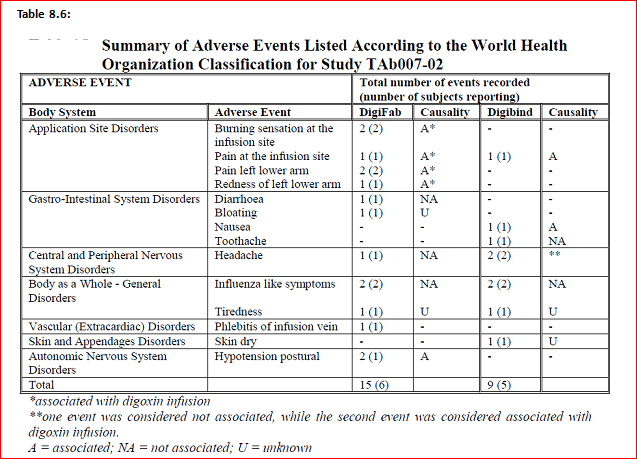 Table 8.6:
Summary of Adverse Events Listed According to the World Health
Organization Classification for Study TAb007-02
ADVERSE EVENT Total number of events recorded
(number of subjects reporting)
Body System Adverse Event DigiFab Causality Digibind Causality
Application Site Disorders Burning sensation at the 2 (2) A* - -
infusion site
Pain at the infusion site 1 (1) A* 1 (1) A
Pain left lower arm 2 (2) A* - -
Redness of left lower arm 1 (1) A* - -
Gastro-Intestinal System Disorders Diarrhoea 1 (1) NA - -
Bloating 1 (1) U - -
Nausea - - 1 (1) A
Toothache - - 1 (1) NA
Central and Peripheral Nervous Headache 1 (1) NA 2 (2) **
System Disorders
Body as a Whole - General Influenza like symptoms 2 (2) NA 2 (2) NA
Disorders
Tiredness 1 (1) U 1 (1) U
Vascular (Extracardiac) Disorders Phlebitis of infusion vein 1 (1) - - -
Skin and Appendages Disorders Skin dry - - 1 (1) U
Autonomic Nervous System Hypotension postural 2 (1) A - -
Disorders
Total 15 (6) 9 (5)
*associated with digoxin infusion
**one event was considered not associated, while the second event was considered associated with
digoxin infusion.
A = associated; NA = not associated; U = unknown